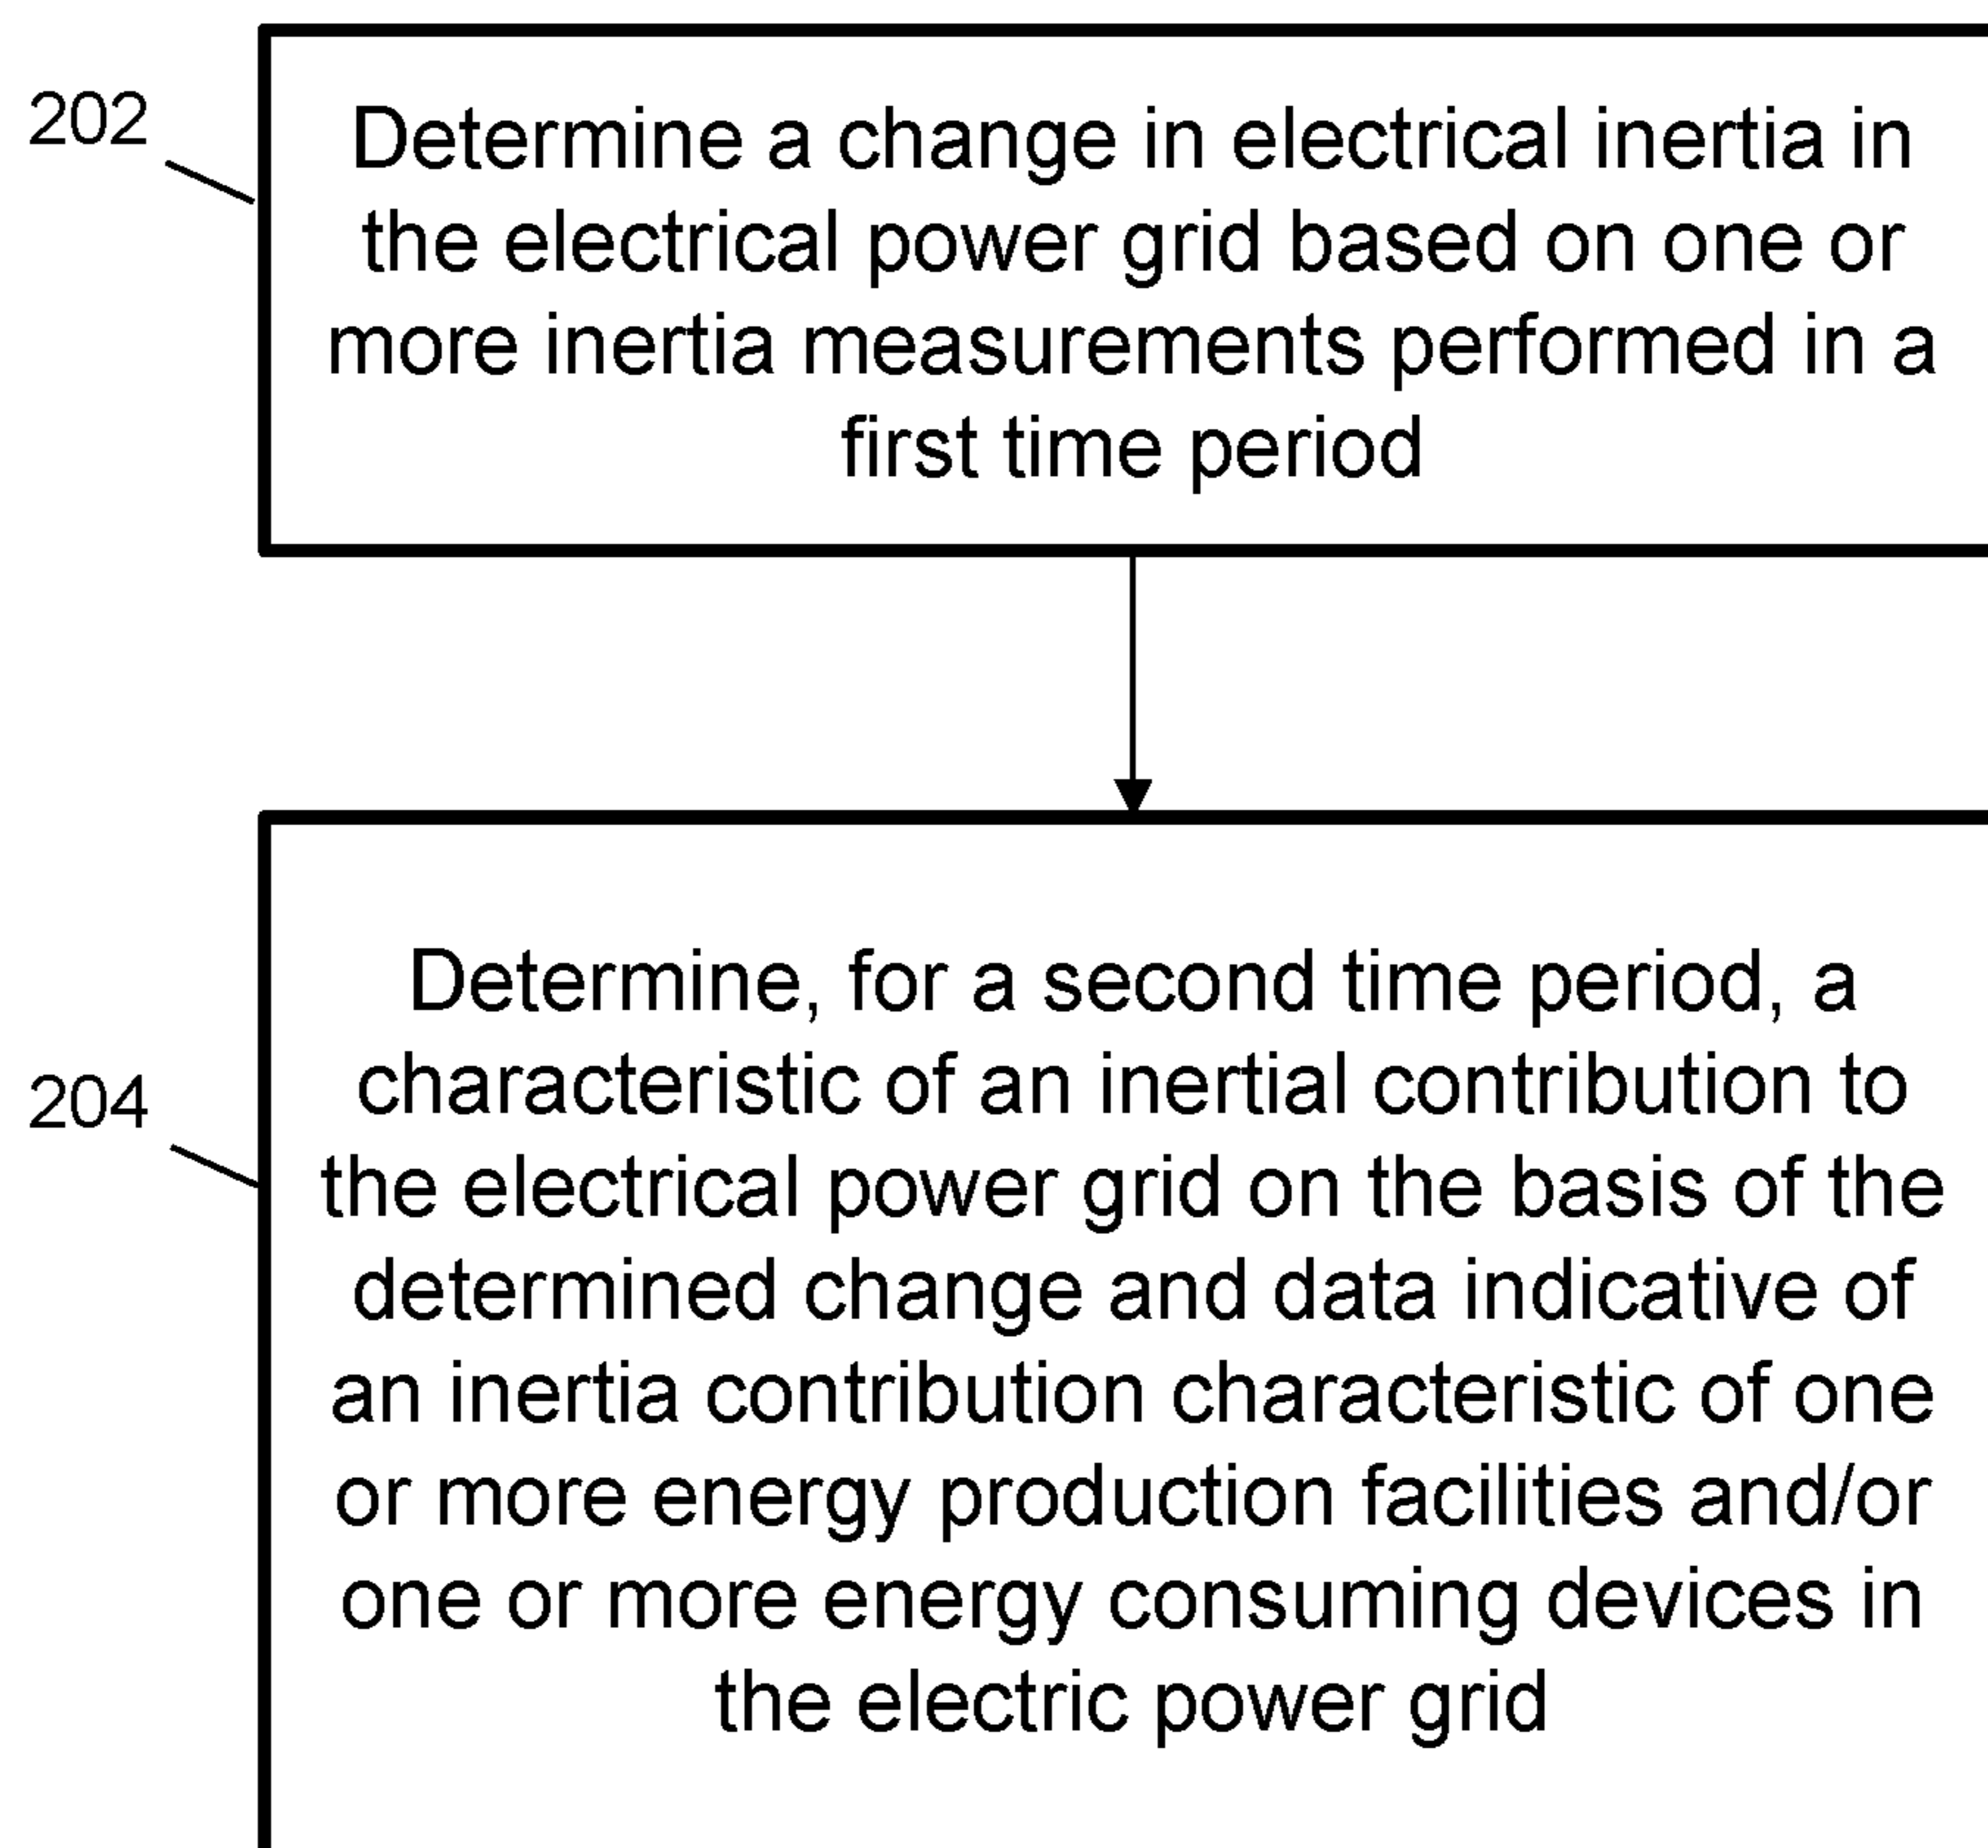 202
Determine a change in electrical inertia in
the electrical power grid based on one or
more inertia measurements performed in a
first time period
204
Determine, for a second time period, a
characteristic of an inertial contribution to
the electrical power grid on the basis of the
determined change and data indicative of
an inertia contribution characteristic of one
or more energy production facilities and/or
one or more energy consuming devices in
the electric power grid